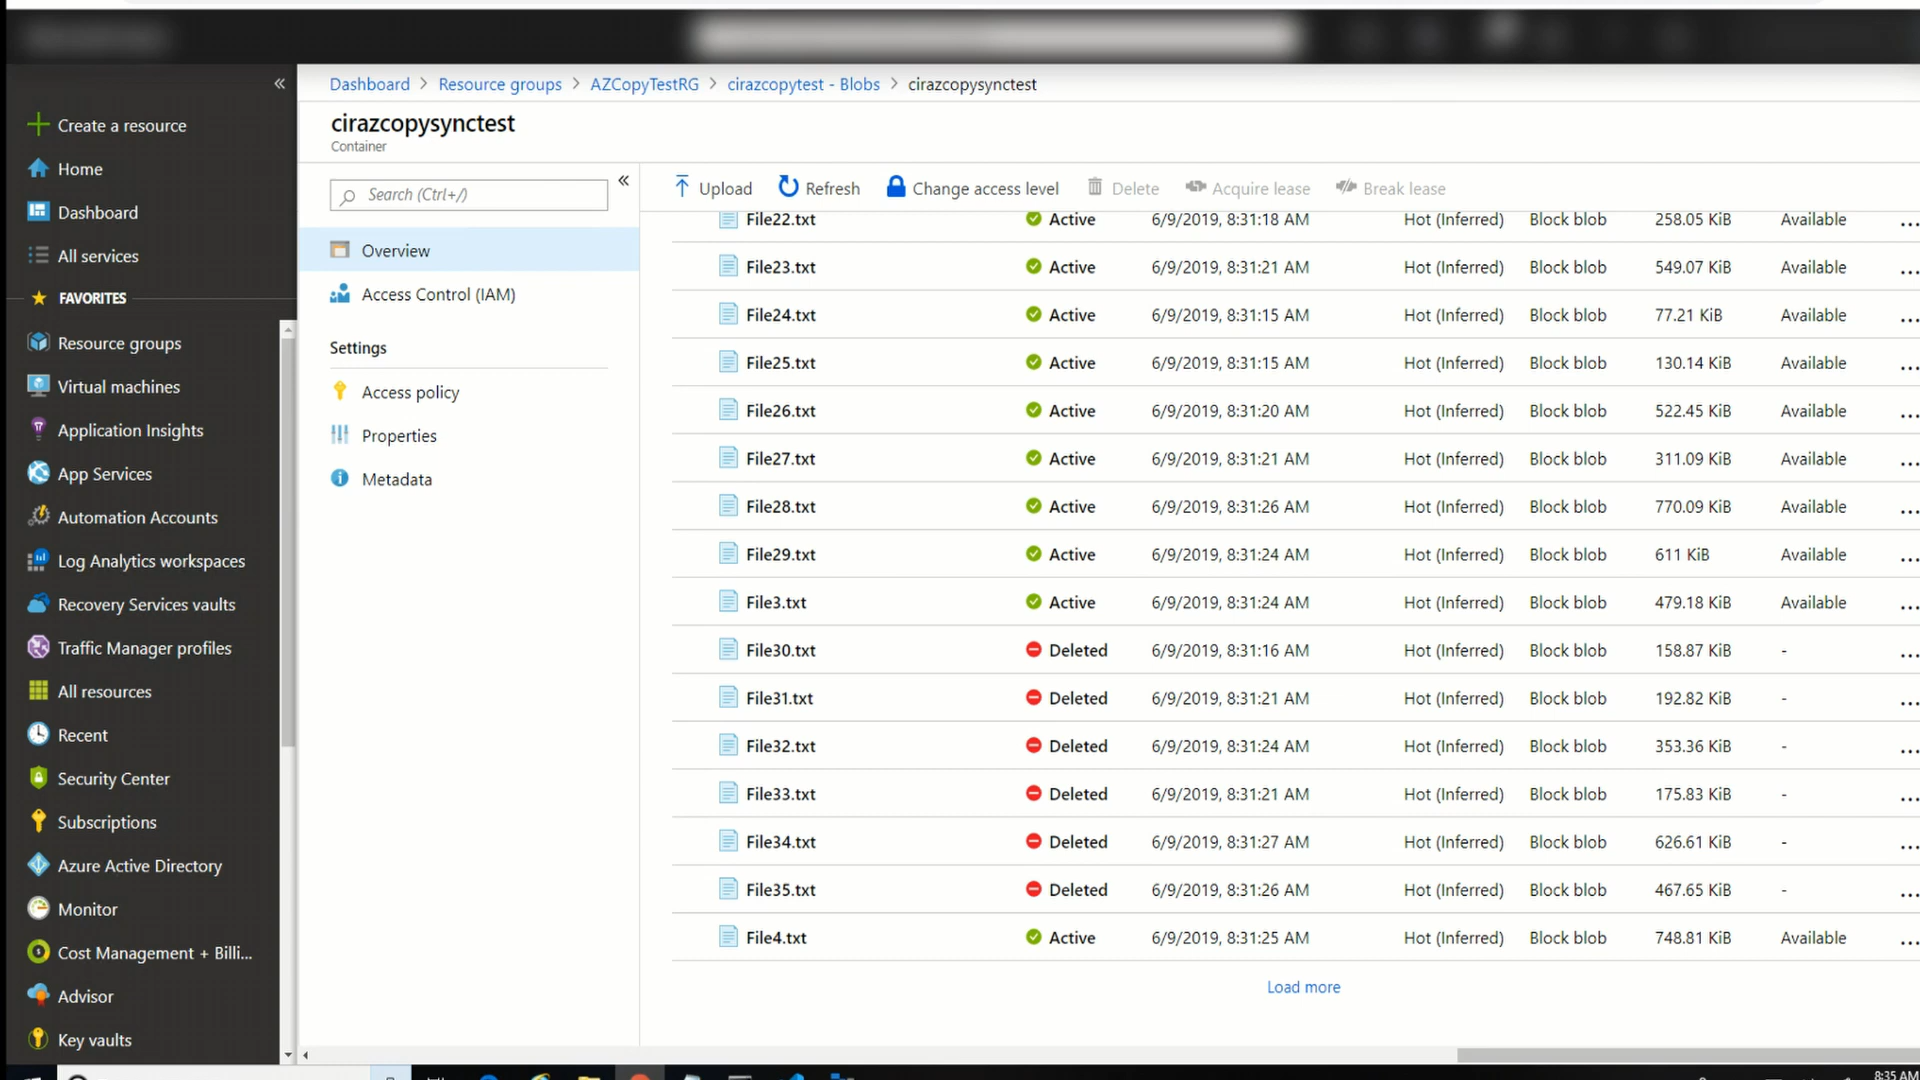 Dashboard > Resource groups > AZCopyTestRG > cirazcopytest - Blobs > cirazcopysynctest
cirazcopysynctest
Container
Create a resource
Home
Dashboard
All services
FAVORITES
Resource groups
Virtual machines
Application Insights
App Services
Automation Accounts
Log Analytics workspaces
Recovery Services vaults
Traffic Manager profiles
All resources
Recent
Security Center
Subscriptions
Azure Active Directory
Monitor
Cost Management + Billi...
Advisor
Key vaults
Search (Ctrl+/)
Overview
Access Control (IAM)
Settings
Access policy
Properties
Metadata
Upload Refresh Change access level Delete Acquire lease Break lease
File22.txt Active 6/9/2019, 8:31:18 AM Hot (Inferred) Block blob 258.05 KiB Available ...
File23.txt Active 6/9/2019, 8:31:21 AM Hot (Inferred) Block blob 549.07 KiB Available ...
File24.txt Active 6/9/2019, 8:31:15 AM Hot (Inferred) Block blob 77.21 KiB Available ...
File25.txt Active 6/9/2019, 8:31:15 AM Hot (Inferred) Block blob 130.14 KiB Available ...
File26.txt Active 6/9/2019, 8:31:20 AM Hot (Inferred) Block blob 522.45 KiB Available ...
File27.txt Active 6/9/2019, 8:31:21 AM Hot (Inferred) Block blob 311.09 KiB Available ...
File28.txt Active 6/9/2019, 8:31:26 AM Hot (Inferred) Block blob 770.09 KiB Available ...
File29.txt Active 6/9/2019, 8:31:24 AM Hot (Inferred) Block blob 611 KiB Available ...
File3.txt Active 6/9/2019, 8:31:24 AM Hot (Inferred) Block blob 479.18 KiB Available ...
File30.txt Deleted 6/9/2019, 8:31:16 AM Hot (Inferred) Block blob 158.87 KiB - ...
File31.txt Deleted 6/9/2019, 8:31:21 AM Hot (Inferred) Block blob 192.82 KiB - ...
File32.txt Deleted 6/9/2019, 8:31:24 AM Hot (Inferred) Block blob 353.36 KiB - ...
File33.txt Deleted 6/9/2019, 8:31:21 AM Hot (Inferred) Block blob 175.83 KiB - ...
File34.txt Deleted 6/9/2019, 8:31:27 AM Hot (Inferred) Block blob 626.61 KiB - ...
File35.txt Deleted 6/9/2019, 8:31:26 AM Hot (Inferred) Block blob 467.65 KiB - ...
File4.txt Active 6/9/2019, 8:31:25 AM Hot (Inferred) Block blob 748.81 KiB Available ...
Load more
8:35 AM